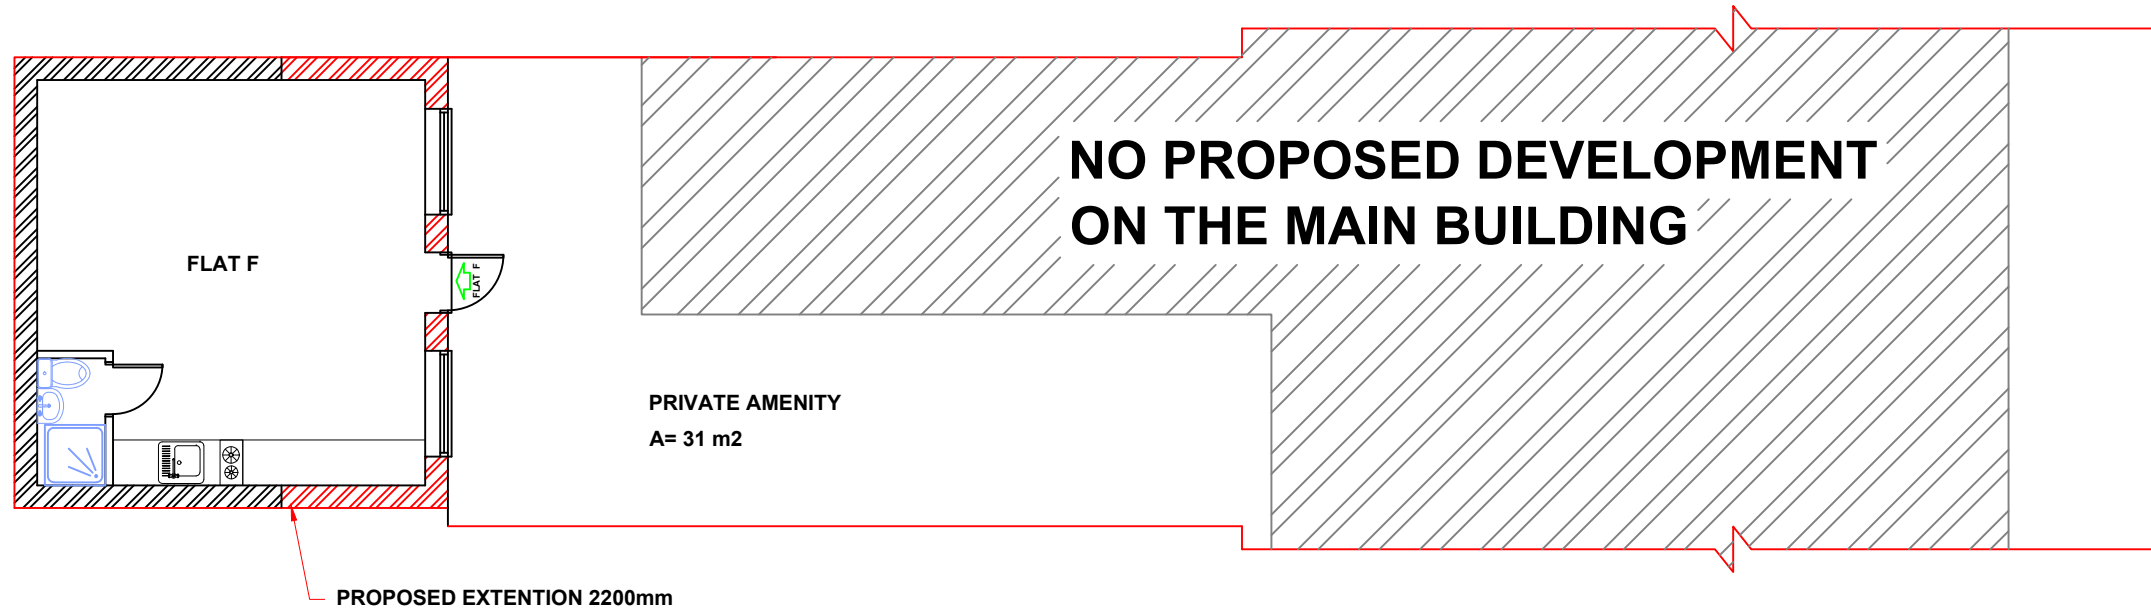 NO PROPOSED DEVELOPMENT
ON THE MAIN BUILDING
FLAT F
FLAT F
PRIVATE AMENITY
A= 31 m2
PROPOSED EXTENTION 2200mm